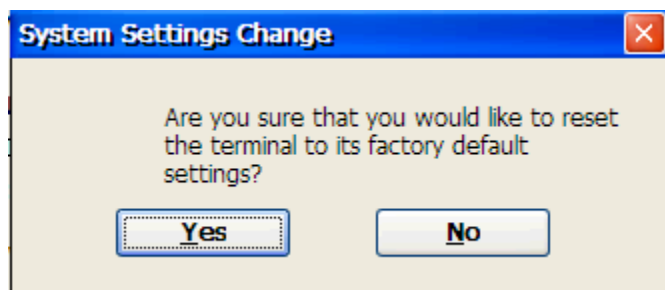 System Settings Change
Are you sure that you would like to reset
the terminal to its factory default
settings?
Yes No